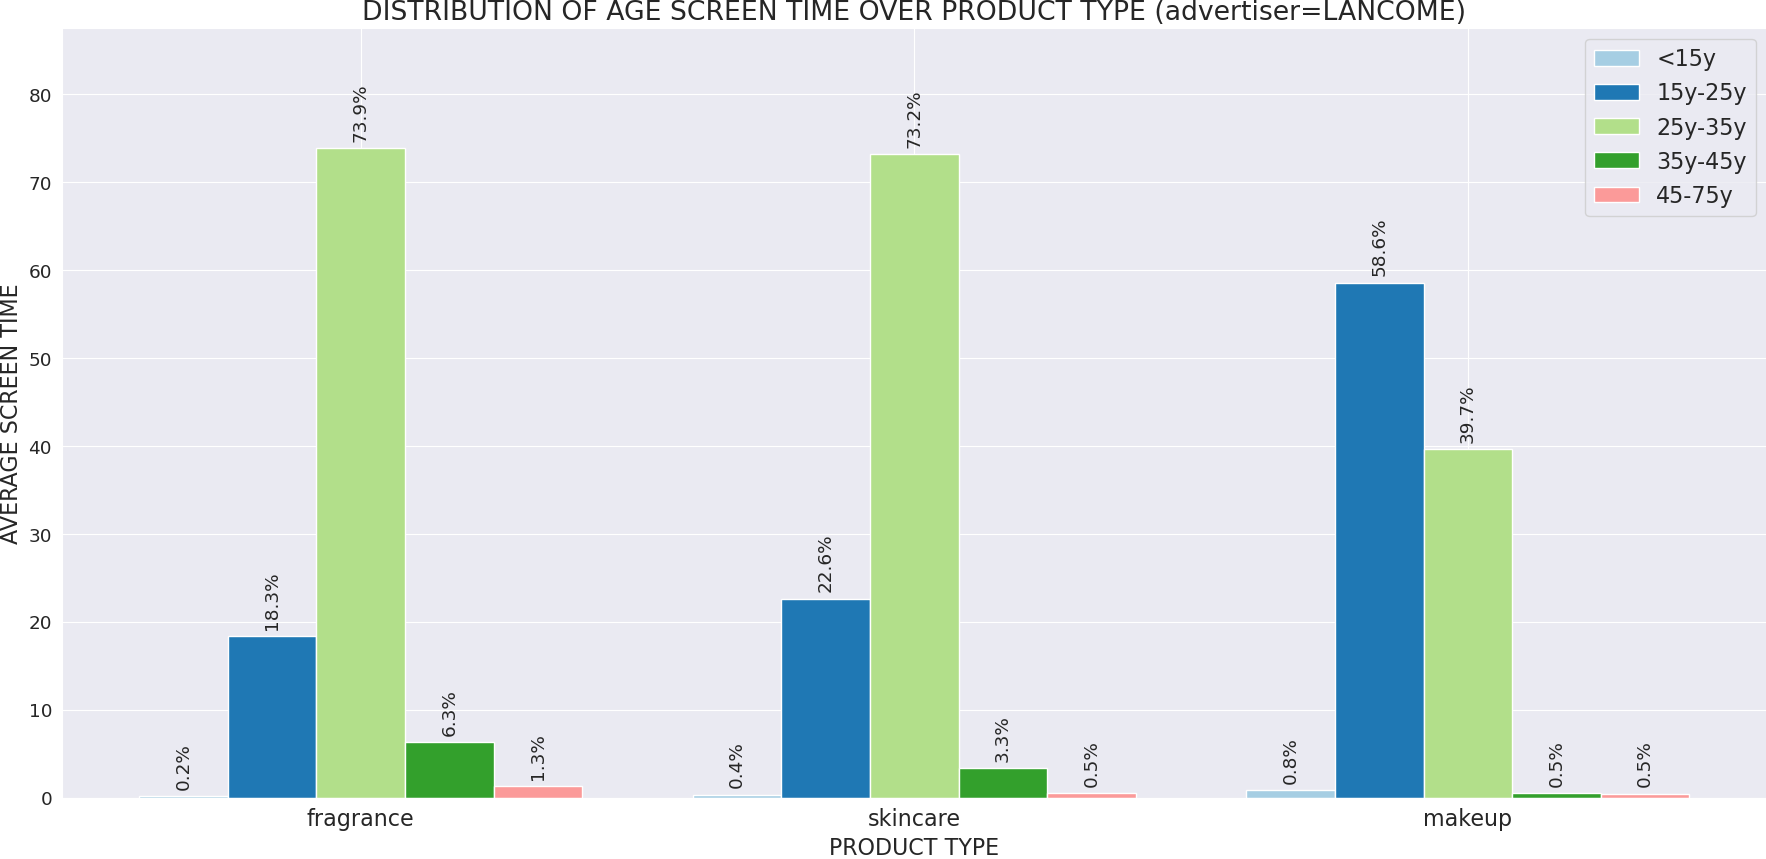 DISTRIBUTION OF AGE SCREEN TIME OVER PRODUCT TYPE (advertiser=LANCOME)
<15y
15y-25y
25y-35y
35y-45y
45-75y
AVERAGE SCREEN TIME
80
70
60
50
40
30
20
10
0
0.2%
18.3%
73.9%
6.3%
1.3%
0.4%
22.6%
73.2%
3.3%
0.5%
0.8%
58.6%
39.7%
0.5%
0.5%
fragrance
skincare
makeup
PRODUCT TYPE